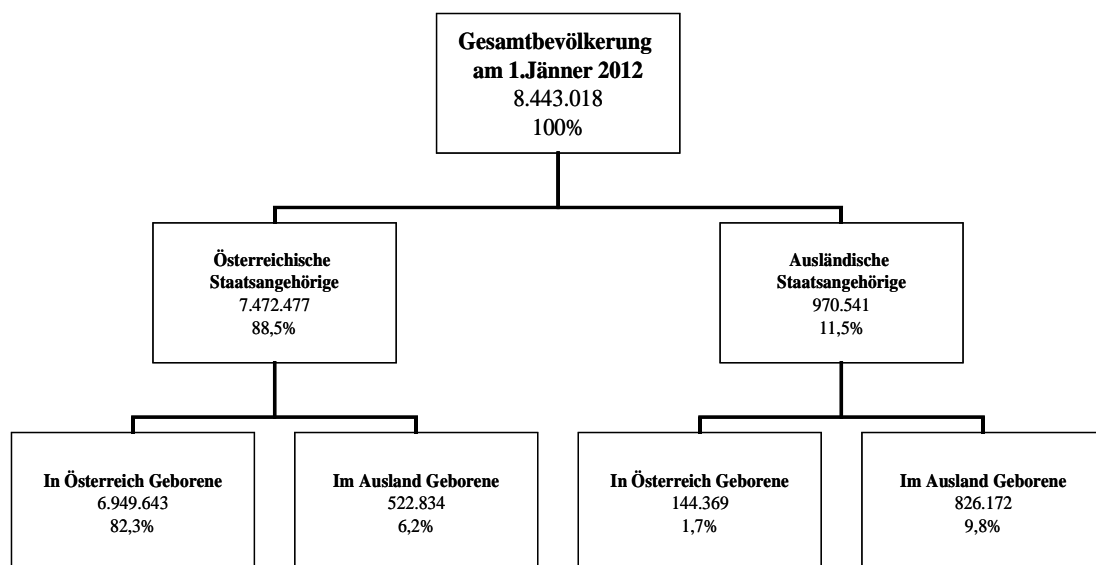 Gesamtbevölkerung
am 1.Jänner 2012
8.443.018
100%
Österreichische
Staatsangehörige
7.472.477
88,5%
Ausländische
Staatsangehörige
970.541
11,5%
In Österreich Geborene
6.949.643
82,3%
Im Ausland Geborene
522.834
6,2%
In Österreich Geborene
144.369
1,7%
Im Ausland Geborene
826.172
9,8%